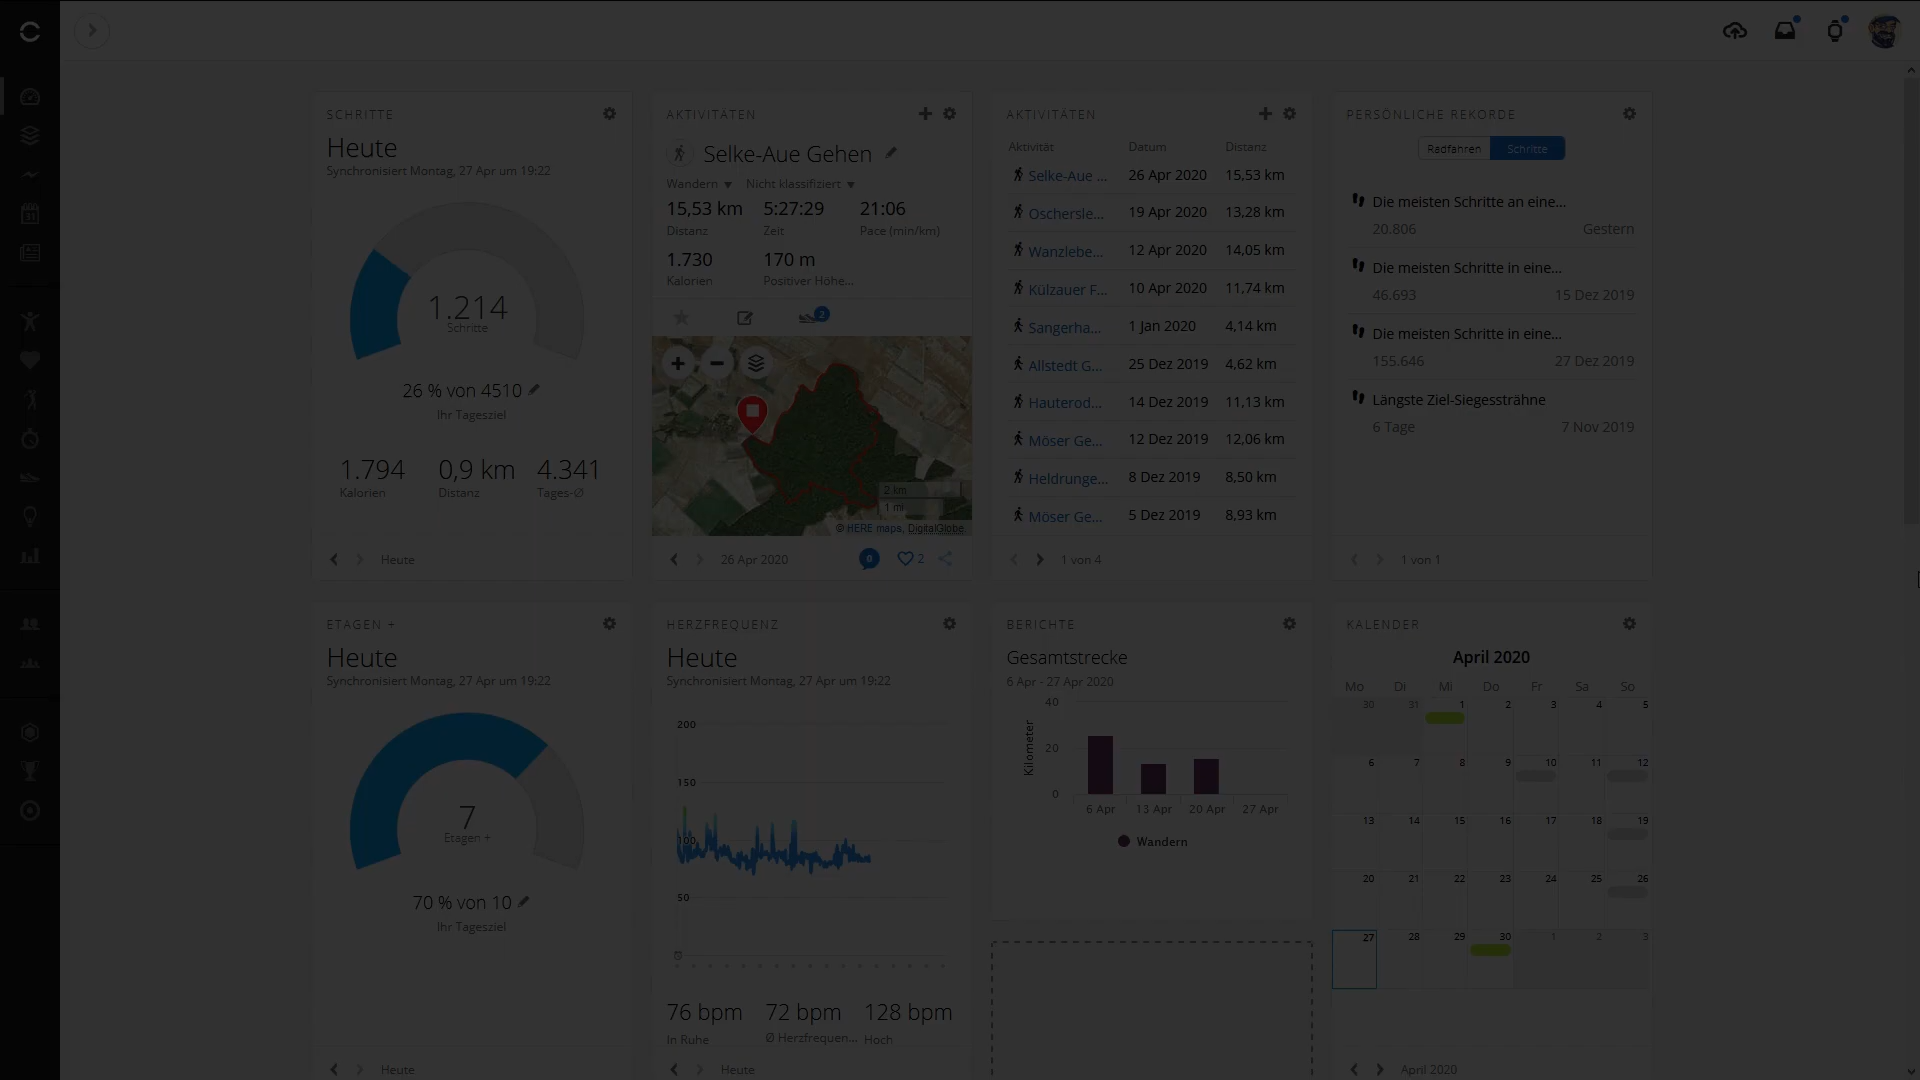 SCHRITTE
Heute
Synchronisiert Montag, 27 Apr um 19:22
1.214
Schritte
26 % von 4510
Ihr Tagesziel
1.794 0,9 km 4.341
Kalorien Distanz Tages-Ø
Heute
AKTIVITÄTEN
Selke-Aue Gehen
Wandern Nicht klassifiziert
15,53 km 5:27:29 21:06
Distanz Zeit Pace (min/km)
1.730 170 m
Kalorien Positiver Höhe...
2
2 km
1 mi
© HERE maps, DigitalGlobe.
26 Apr 2020 0 2
AKTIVITÄTEN
Aktivität Datum Distanz
Selke-Aue ... 26 Apr 2020 15,53 km
Oschersle... 19 Apr 2020 13,28 km
Wanzlebe... 12 Apr 2020 14,05 km
Külzauer F... 10 Apr 2020 11,74 km
Sangerha... 1 Jan 2020 4,14 km
Allstedt G... 25 Dez 2019 4,62 km
Hauterod... 14 Dez 2019 11,13 km
Möser Ge... 12 Dez 2019 12,06 km
Heldrunge... 8 Dez 2019 8,50 km
Möser Ge... 5 Dez 2019 8,93 km
1 von 4
PERSÖNLICHE REKORDE
Radfahren Schritte
Die meisten Schritte an eine...
20.806 Gestern
Die meisten Schritte in eine...
46.693 15 Dez 2019
Die meisten Schritte in eine...
155.646 27 Dez 2019
Längste Ziel-Siegessträhne
6 Tage 7 Nov 2019
1 von 1
ETAGEN +
Heute
Synchronisiert Montag, 27 Apr um 19:22
7
Etagen +
70 % von 10
Ihr Tagesziel
Heute
HERZFREQUENZ
Heute
Synchronisiert Montag, 27 Apr um 19:22
200
150
100
50
0
76 bpm 72 bpm 128 bpm
In Ruhe Ø Herzfrequen... Hoch
Heute
BERICHTE
Gesamtstrecke
6 Apr - 27 Apr 2020
Kilometer
40
20
0
6 Apr 13 Apr 20 Apr 27 Apr
Wandern
KALENDER
April 2020
Mo Di Mi Do Fr Sa So
30 31 1 2 3 4 5
6 7 8 9 10 11 12
13 14 15 16 17 18 19
20 21 22 23 24 25 26
27 28 29 30 1 2 3
April 2020